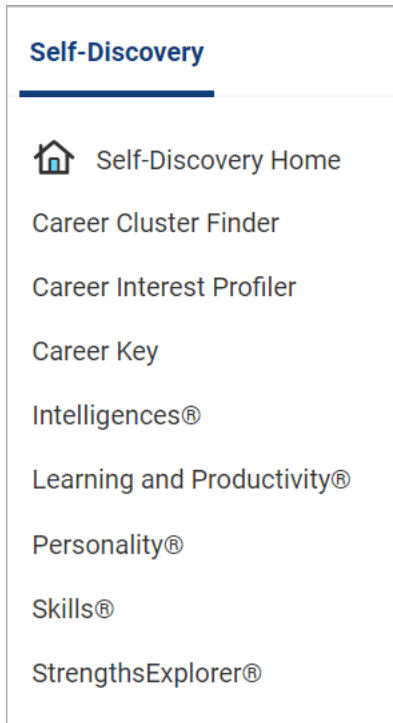 Self-Discovery
Self-Discovery Home
Career Cluster Finder
Career Interest Profiler
Career Key
Intelligences®
Learning and Productivity®
Personality®
Skills®
StrengthsExplorer®